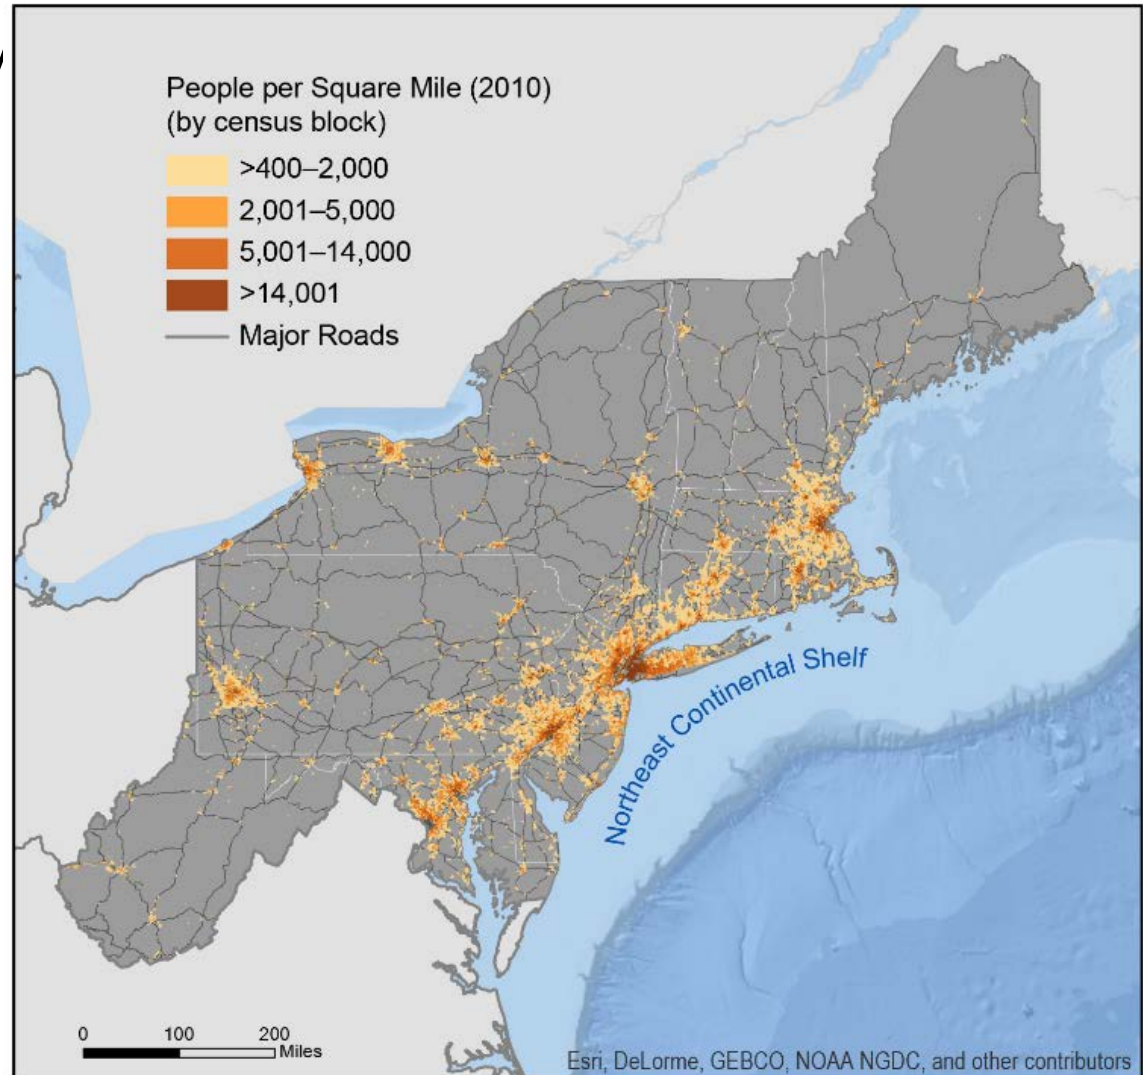 People per Square Mile (2010)
(by census block)
>400–2,000
2,001–5,000
5,001–14,000
>14,001
Major Roads
Northeast Continental Shelf
0 100 200
Miles
Esri, DeLorme, GEBCO, NOAA NGDC, and other contributors